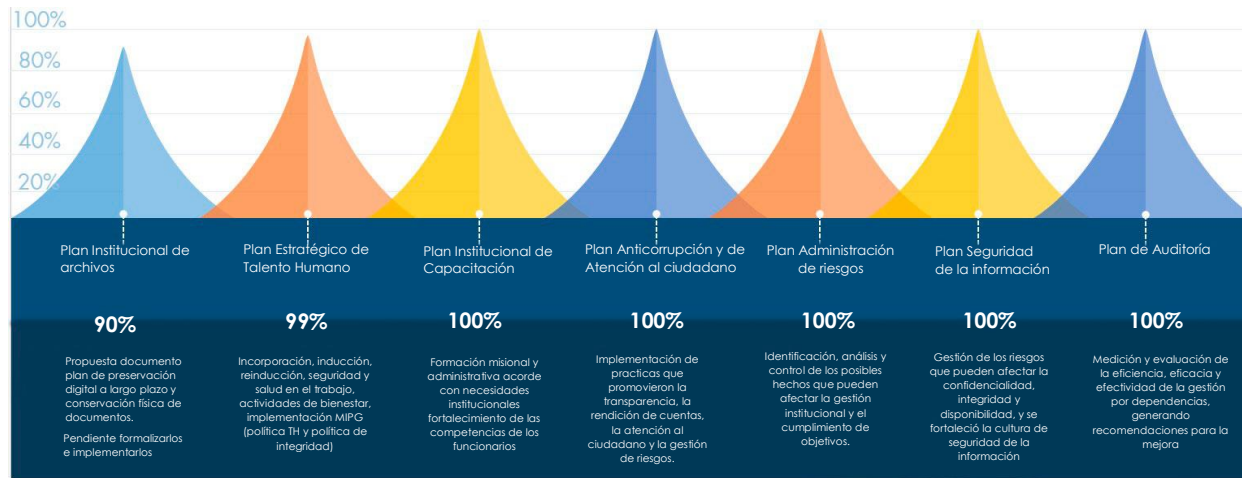 100%
80%
60%
40%
20%
Plan Institucional de
archivos
90%
Propuesta documento
plan de preservación
digital a largo plazo y
conservación física de
documentos.
Pendiente formalizarlos
e implementarlos
Plan Estratégico de
Talento Humano
99%
Incorporación, inducción,
reinducción, seguridad y
salud en el trabajo,
actividades de bienestar,
implementación MIPG
(política TH y política de
integridad)
Plan Institucional de
Capacitación
100%
Formación misional y
administrativa acorde
con necesidades
institucionales
fortalecimiento de las
competencias de los
funcionarios
Plan Anticorrupción y de
Atención al ciudadano
100%
Implementación de
practicas que
promovieron la
transparencia, la
rendición de cuentas,
la atención al
ciudadano y la gestión
de riesgos.
Plan Administración
de riesgos
100%
Identificación, análisis y
control de los posibles
hechos que pueden
afectar la gestión
institucional y el
cumplimiento de
objetivos.
Plan Seguridad
de la información
100%
Gestión de los riesgos
que pueden afectar la
confidencialidad,
integridad y
disponibilidad, y se
fortaleció la cultura de
seguridad de la
información
Plan de Auditoría
100%
Medición y evaluación de
la eficiencia, eficacia y
efectividad de la gestión
por dependencias,
generando
recomendaciones para la
mejora